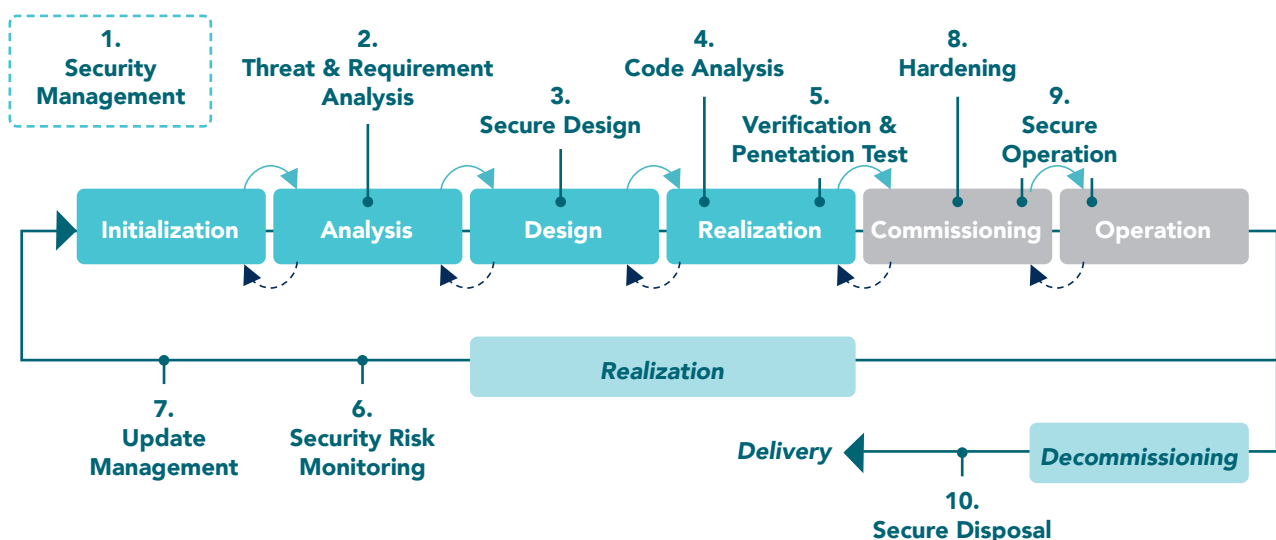 1.
Security
Management
2.
Threat & Requirement
Analysis
3.
Secure Design
4.
Code Analysis
5.
Verification &
Penetation Test
8.
Hardening
9.
Secure
Operation
Initialization
Analysis
Design
Realization
Commissioning
Operation
Realization
7.
Update
Management
6.
Security Risk
Monitoring
Delivery
Decommissioning
10.
Secure Disposal